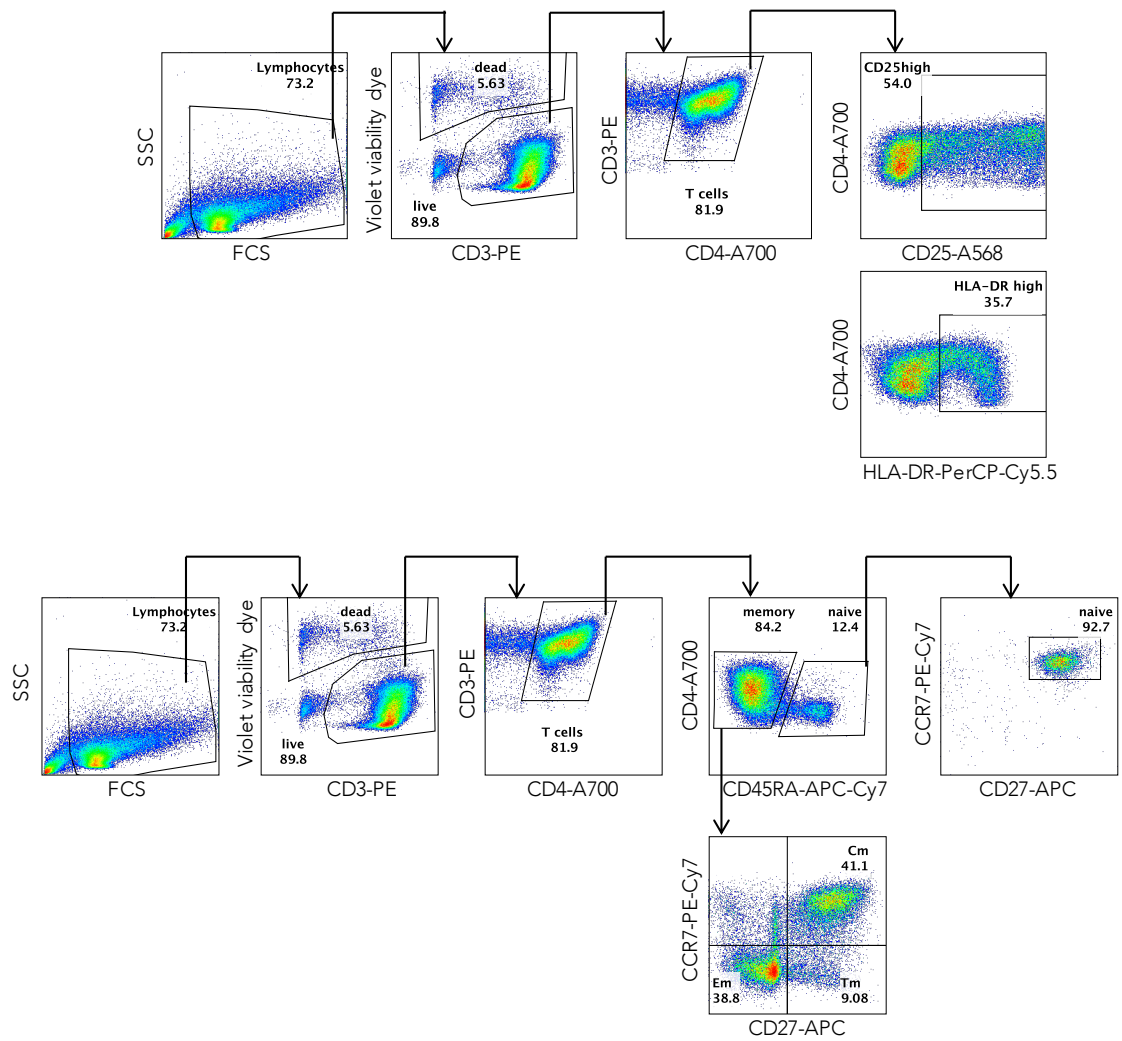 Lymphocytes
73.2
SSC
FCS
dead
5.63
live
89.8
Violet viability dye
CD3-PE
T cells
81.9
CD3-PE
CD4-A700
CD25high
54.0
CD4-A700
CD25-A568
HLA-DR high
35.7
CD4-A700
HLA-DR-PerCP-Cy5.5
Lymphocytes
73.2
SSC
FCS
dead
5.63
live
89.8
Violet viability dye
CD3-PE
T cells
81.9
CD3-PE
CD4-A700
memory
84.2
naive
12.4
CD4-A700
CD45RA-APC-Cy7
naive
92.7
CCR7-PE-Cy7
CD27-APC
Cm
41.1
Em
38.8
Tm
9.08
CCR7-PE-Cy7
CD27-APC